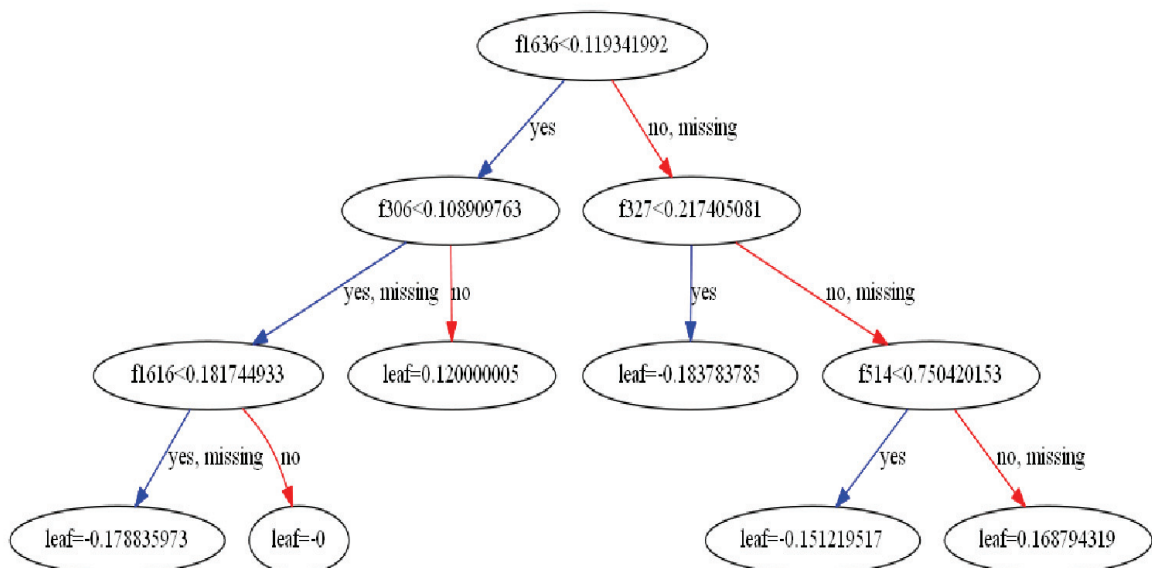 f1636<0.119341992
yes
no, missing
f306<0.108909763
f327<0.217405081
yes, missing
no
yes
no, missing
f1616<0.181744933
leaf=0.120000005
leaf=-0.183783785
f514<0.750420153
yes, missing
no
yes
no, missing
leaf=-0.178835973
leaf=-0
leaf=-0.151219517
leaf=0.168794319